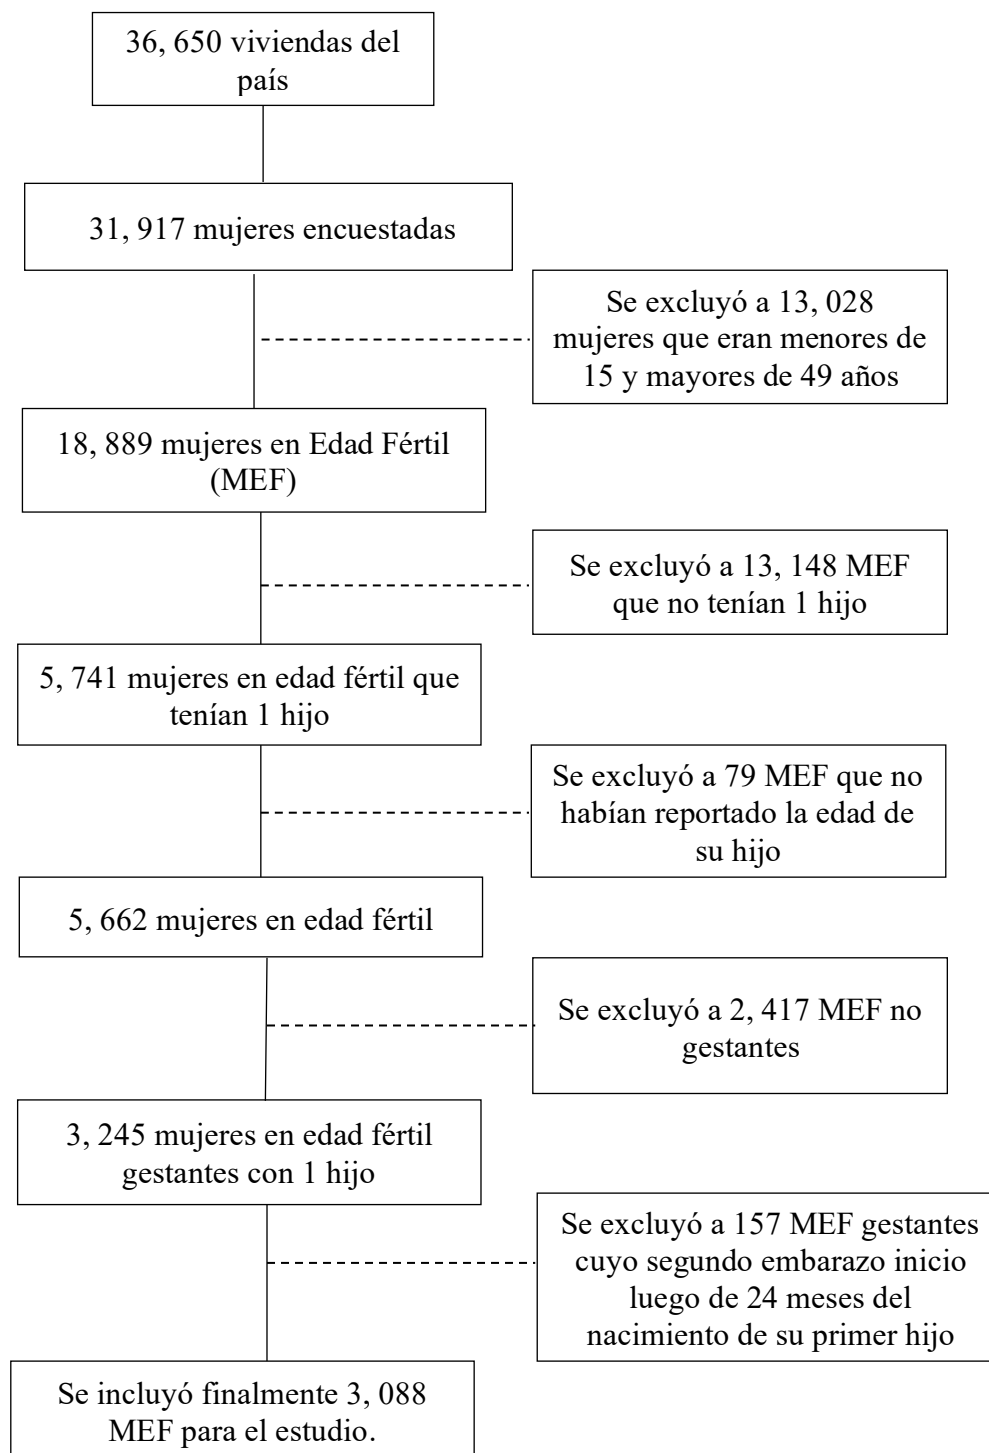 36, 650 viviendas del
país
31, 917 mujeres encuestadas
Se excluyó a 13, 028
mujeres que eran menores de
15 y mayores de 49 años
18, 889 mujeres en Edad Fértil
(MEF)
Se excluyó a 13, 148 MEF
que no tenían 1 hijo
5, 741 mujeres en edad fértil que
tenían 1 hijo
Se excluyó a 79 MEF que no
habían reportado la edad de
su hijo
5, 662 mujeres en edad fértil
Se excluyó a 2, 417 MEF no
gestantes
3, 245 mujeres en edad fértil
gestantes con 1 hijo
Se excluyó a 157 MEF gestantes
cuyo segundo embarazo inicio
luego de 24 meses del
nacimiento de su primer hijo
Se incluyó finalmente 3, 088
MEF para el estudio.